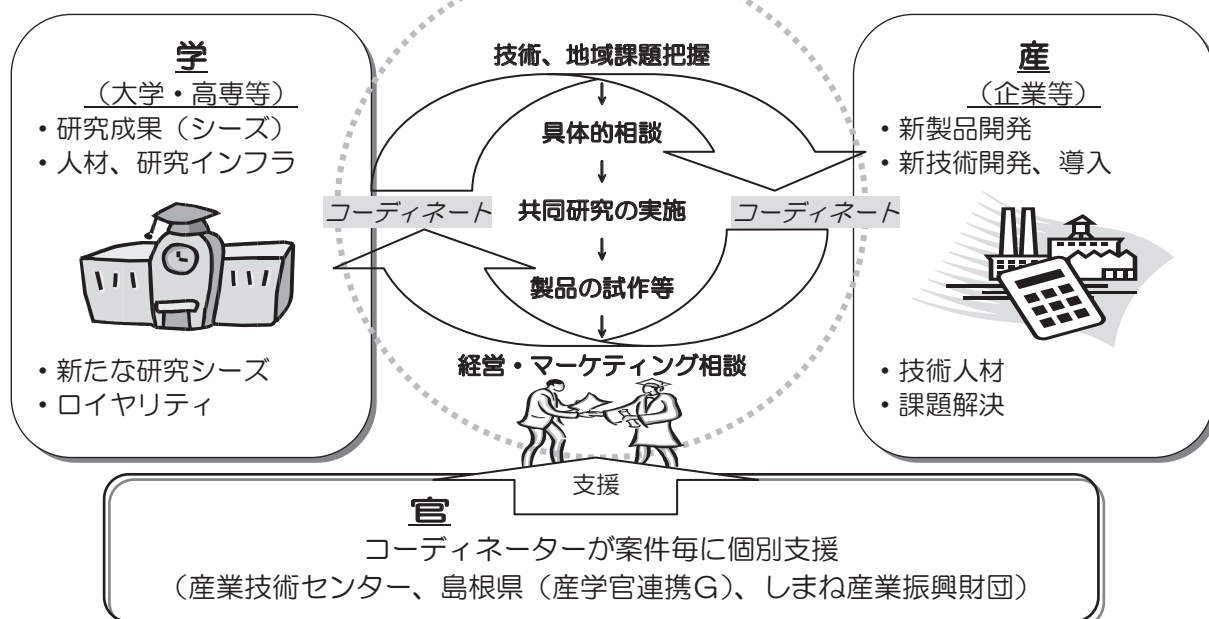 学
（大学・高専等）
・研究成果（シーズ）
・人材、研究インフラ
・新たな研究シーズ
・ロイヤリティ
技術、地域課題把握
↓
具体的相談
↓
コーディネート
共同研究の実施
コーディネート
↓
製品の試作等
↓
経営・マーケティング相談
産
（企業等）
・新製品開発
・新技術開発、導入
・技術人材
・課題解決
支援
官
コーディネーターが案件毎に個別支援
（産業技術センター、島根県（産学官連携G）、しまね産業振興財団）